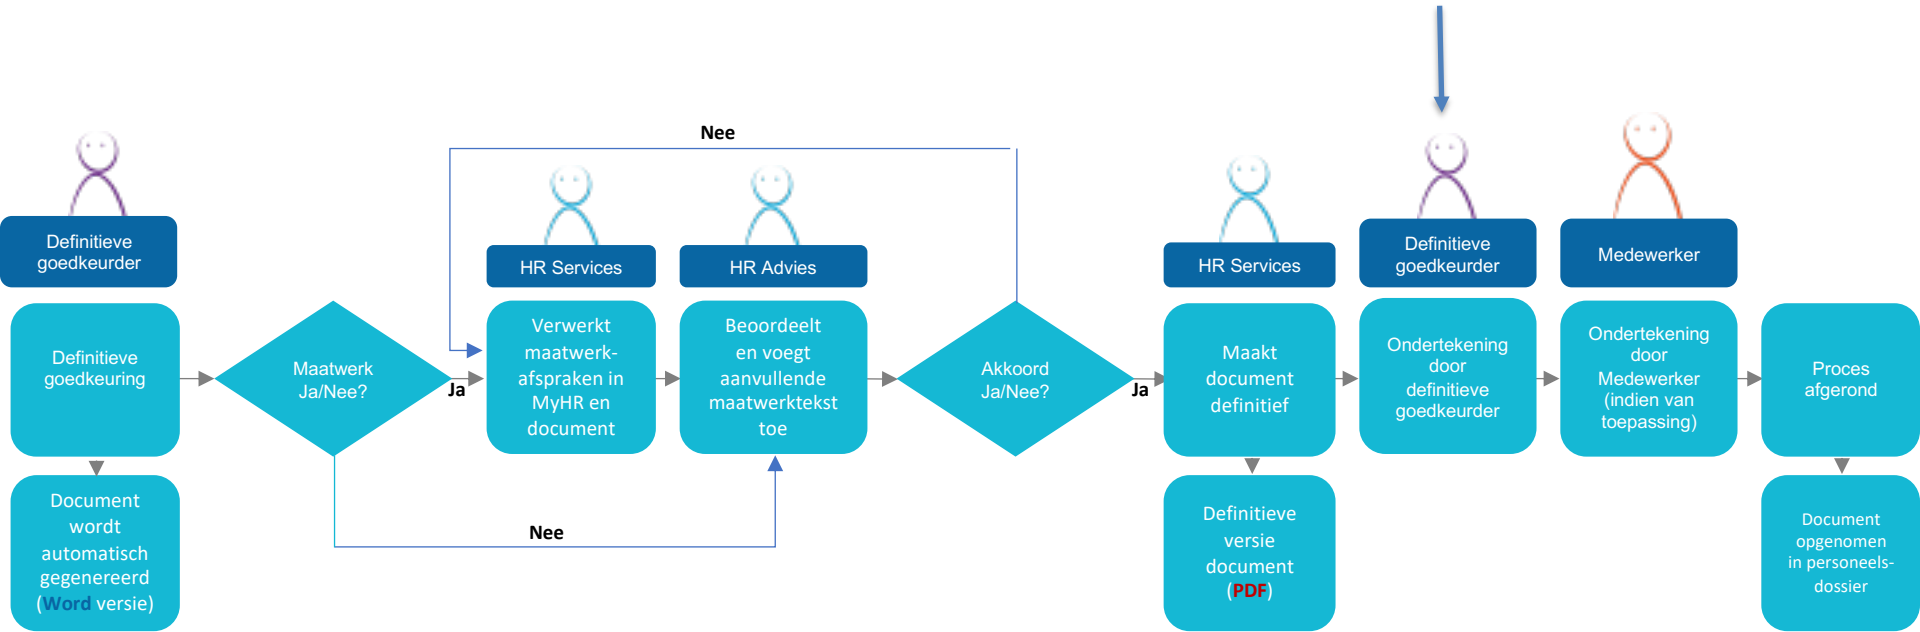 Definitieve
goedkeurder
Definitieve
goedkeuring
Document
wordt
automatisch
gegenereerd
(Word versie)
Maatwerk
Ja/Nee?
Ja
Nee
Nee
HR Services
Verwerkt
maatwerk-
afspraken in
MyHR en
document
HR Advies
Beoordeelt
en voegt
aanvullende
maatwerktekst
toe
Akkoord
Ja/Nee?
Ja
HR Services
Maakt
document
definitief
Definitieve
versie
document
(PDF)
Definitieve
goedkeurder
Ondertekening
door
definitieve
goedkeurder
Medewerker
Ondertekening
door
Medewerker
(indien van
toepassing)
Proces
afgerond
Document
opgenomen
in personeels-
dossier